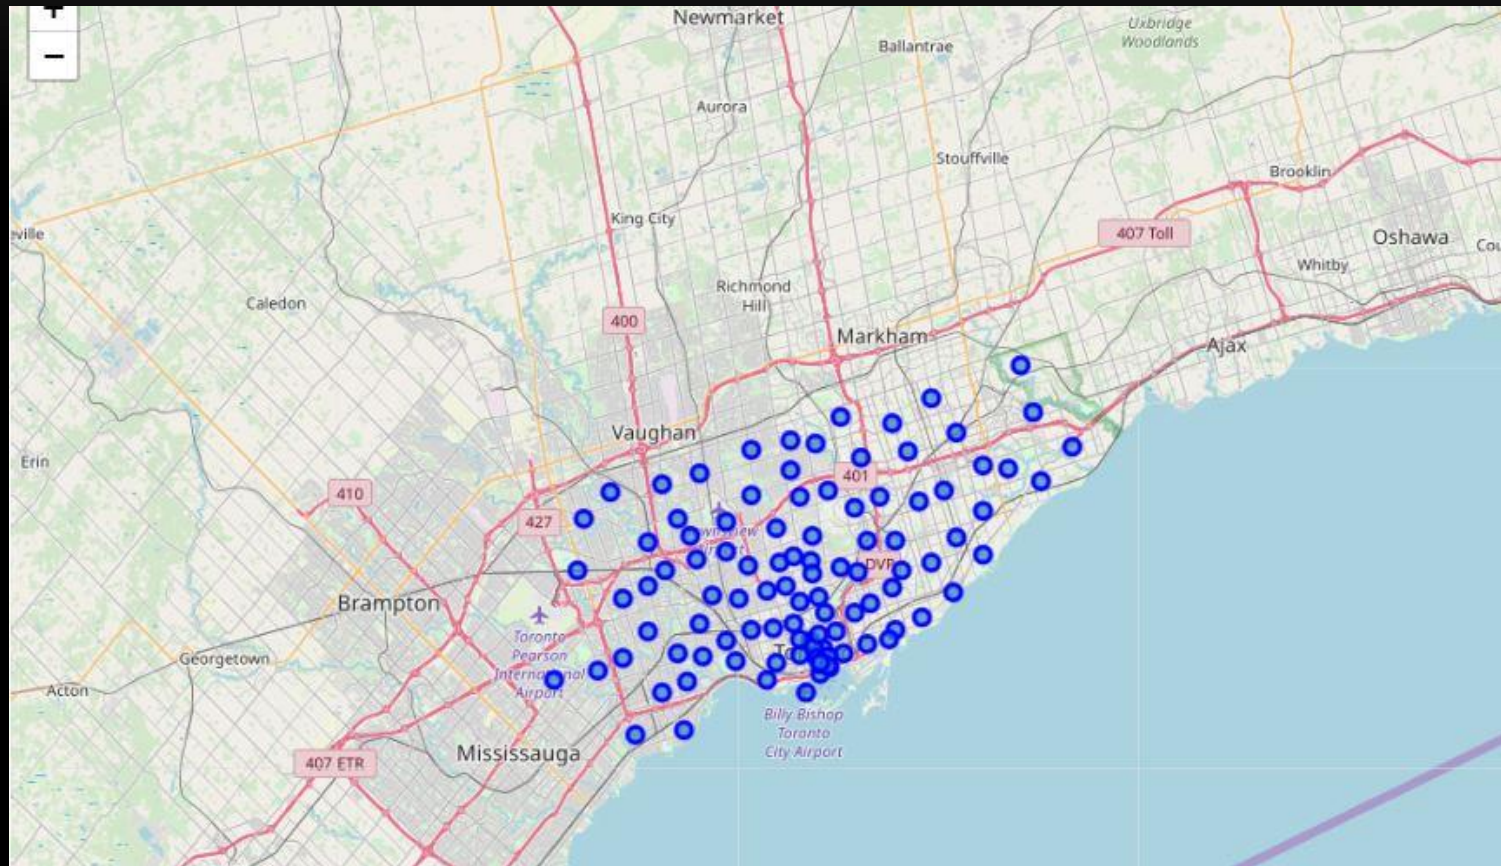 +
−
Newmarket
Uxbridge
Woodlands
Ballantrae
Aurora
Stouffville
Brooklin
King City
407 Toll
ville
Oshawa
Cou
Whitby
Richmond
Hill
Caledon
400
Markham
Ajax
Vaughan
Erin
401
410
427
DVP
Brampton
Toronto
Pearson
International
Airport
Georgetown
Acton
Billy Bishop
Toronto
City Airport
Mississauga
407 ETR